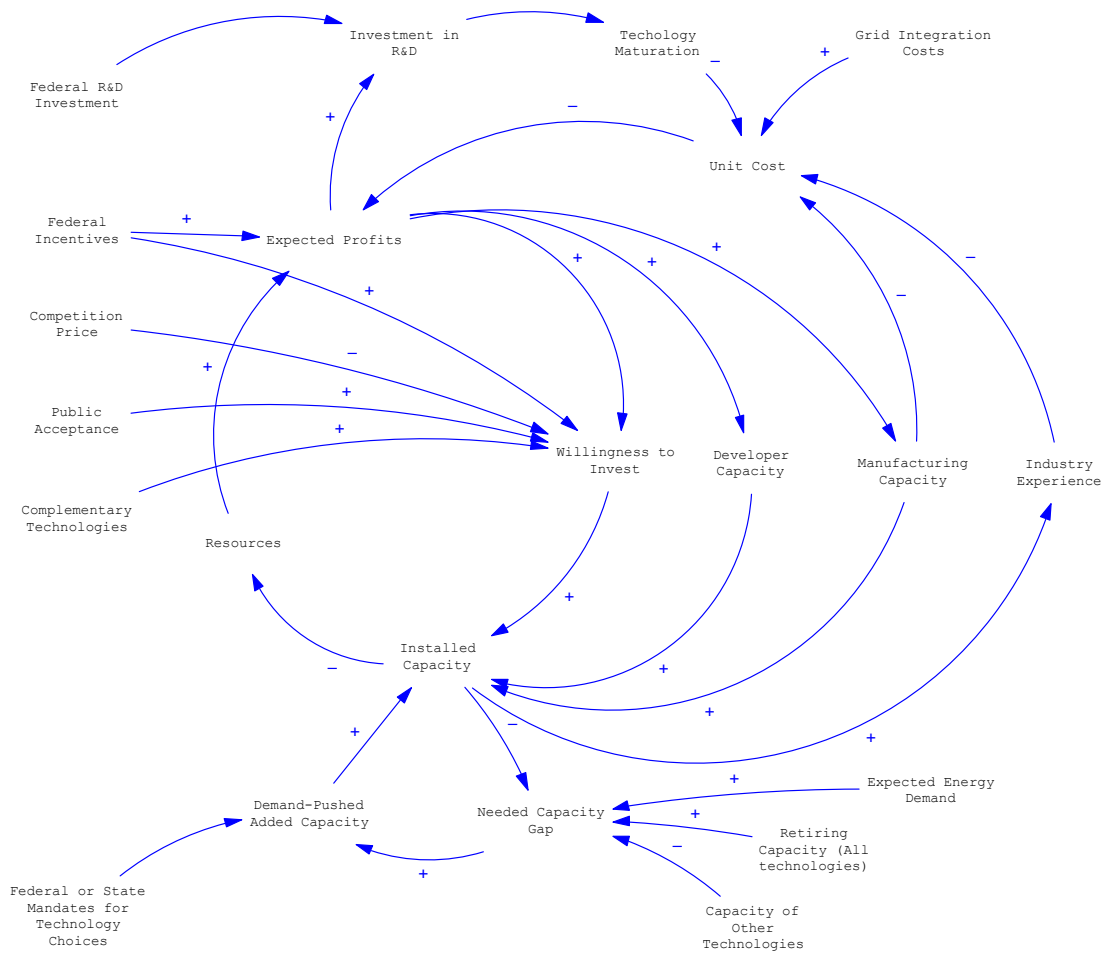 Investment in
R&D
Techology
Maturation
Grid Integration
Costs
+
−
Federal R&D
Investment
−
+
Unit Cost
Federal
Incentives
+
Expected Profits
+
+
+
−
+
−
Competition
Price
−
+
+
Public
Acceptance
+
Willingness to
Invest
Developer
Capacity
Manufacturing
Capacity
Industry
Experience
Complementary
Technologies
Resources
+
Installed
Capacity
−
+
+
−
+
+
Expected Energy
Demand
+
Demand-Pushed
Added Capacity
Needed Capacity
Gap
+
Retiring
Capacity (All
technologies)
−
+
Federal or State
Mandates for
Technology
Choices
Capacity of
Other
Technologies